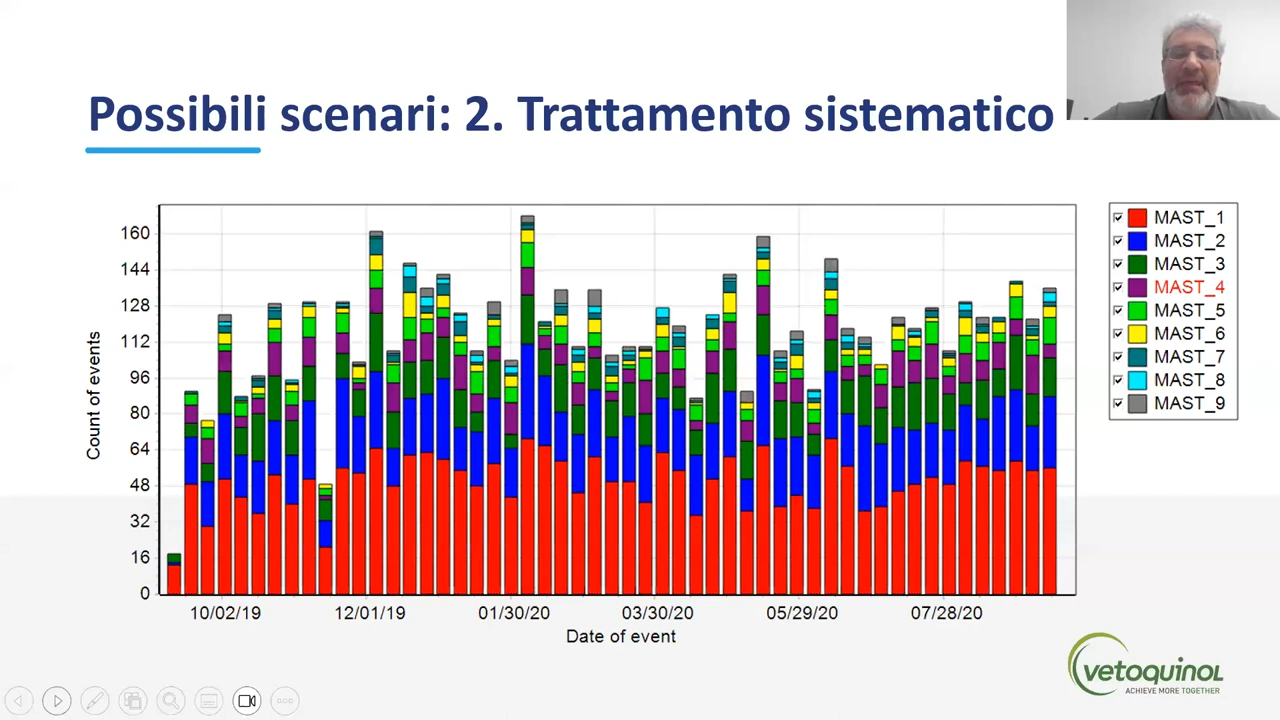 Possibili scenari: 2. Trattamento sistematico
Count of events
160
144
128
112
96
80
64
48
32
16
0
10/02/19
12/01/19
01/30/20
03/30/20
05/29/20
07/28/20
Date of event
MAST_1
MAST_2
MAST_3
MAST_4
MAST_5
MAST_6
MAST_7
MAST_8
MAST_9
vetoquinol
ACHIEVE MORE TOGETHER